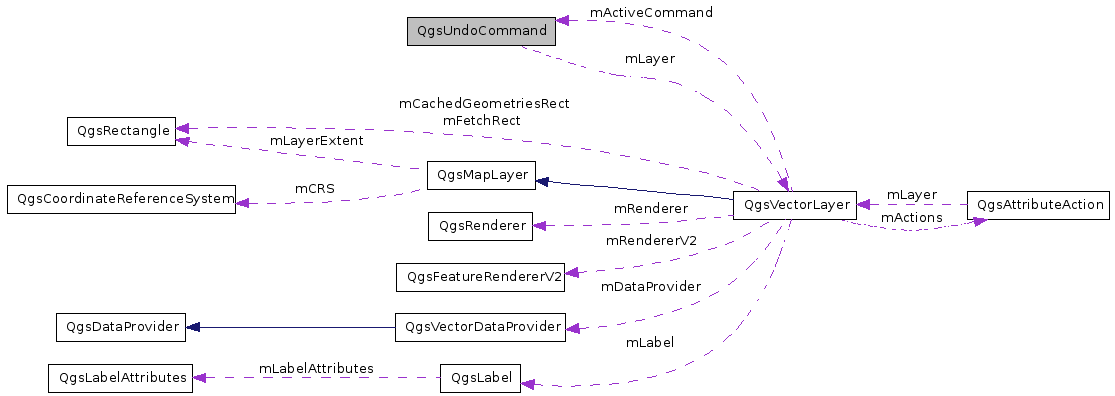 mActiveCommand
QgsUndoCommand
mLayer
mCachedGeometriesRect
mFetchRect
QgsRectangle
mLayerExtent
QgsMapLayer
mCRS
QgsCoordinateReferenceSystem
mLayer
QgsVectorLayer
QgsAttributeAction
mActions
mRenderer
QgsRenderer
mRendererV2
QgsFeatureRendererV2
mDataProvider
QgsDataProvider
QgsVectorDataProvider
mLabel
mLabelAttributes
QgsLabelAttributes
QgsLabel